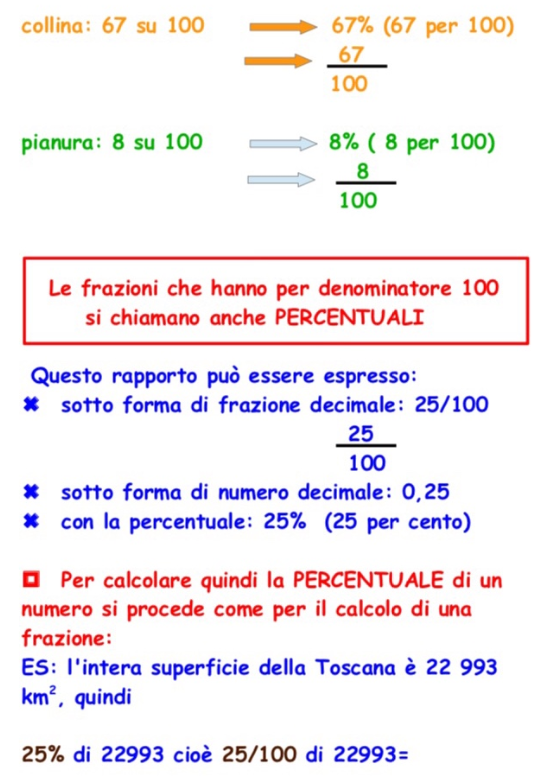 collina: 67 su 100 67% (67 per 100)
67
100
pianura: 8 su 100 8% ( 8 per 100)
8
100
Le frazioni che hanno per denominatore 100
si chiamano anche PERCENTUALI
Questo rapporto può essere espresso:
✖ sotto forma di frazione decimale: 25/100
25
100
✖ sotto forma di numero decimale: 0,25
✖ con la percentuale: 25% (25 per cento)
Per calcolare quindi la PERCENTUALE di un
numero si procede come per il calcolo di una
frazione:
ES: l'intera superficie della Toscana è 22 993
km², quindi
25% di 22993 cioè 25/100 di 22993=